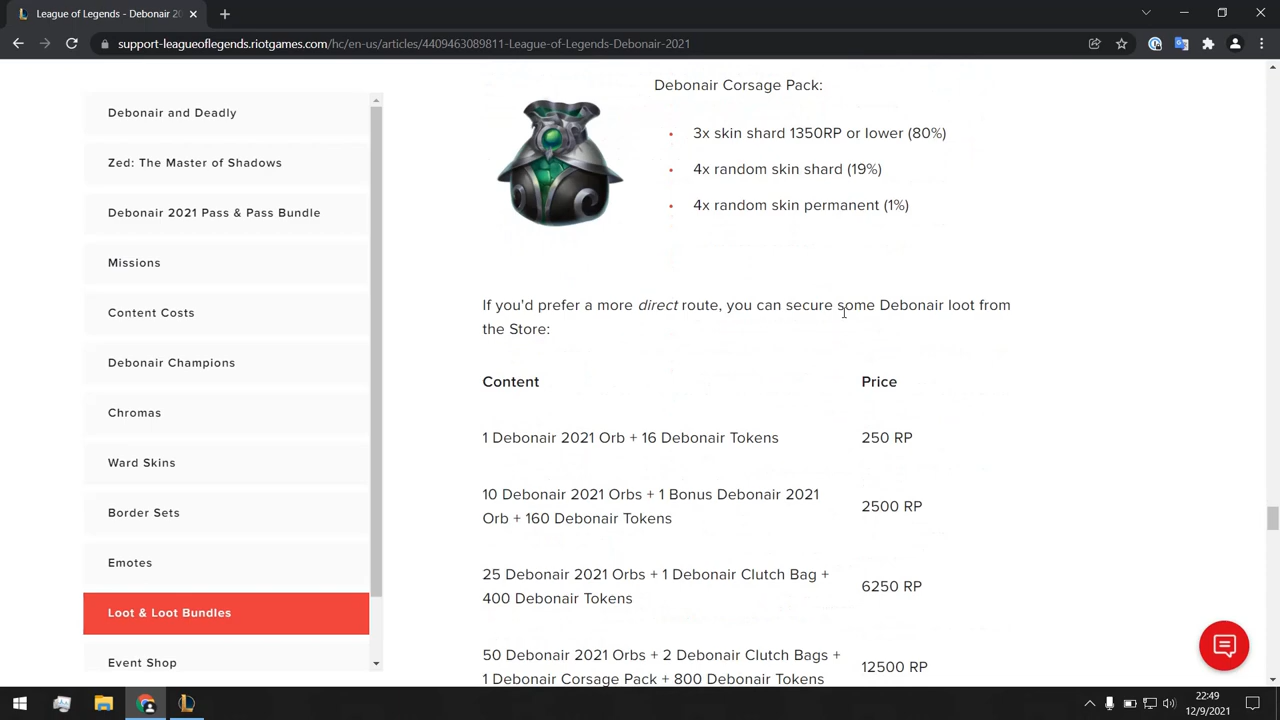 League of Legends - Debonair 20
support-leagueoflegends.riotgames.com/hc/en-us/articles/4409463089811-League-of-Legends-Debonair-2021
Debonair and Deadly
Zed: The Master of Shadows
Debonair 2021 Pass & Pass Bundle
Missions
Content Costs
Debonair Champions
Chromas
Ward Skins
Border Sets
Emotes
Loot & Loot Bundles
Event Shop
Debonair Corsage Pack:
• 3x skin shard 1350RP or lower (80%)
• 4x random skin shard (19%)
• 4x random skin permanent (1%)
If you'd prefer a more direct route, you can secure some Debonair loot from
the Store:
Content Price
1 Debonair 2021 Orb + 16 Debonair Tokens 250 RP
10 Debonair 2021 Orbs + 1 Bonus Debonair 2021
Orb + 160 Debonair Tokens
2500 RP
25 Debonair 2021 Orbs + 1 Debonair Clutch Bag +
400 Debonair Tokens
6250 RP
50 Debonair 2021 Orbs + 2 Debonair Clutch Bags +
1 Debonair Corsage Pack + 800 Debonair Tokens
12500 RP
22:49
12/9/2021